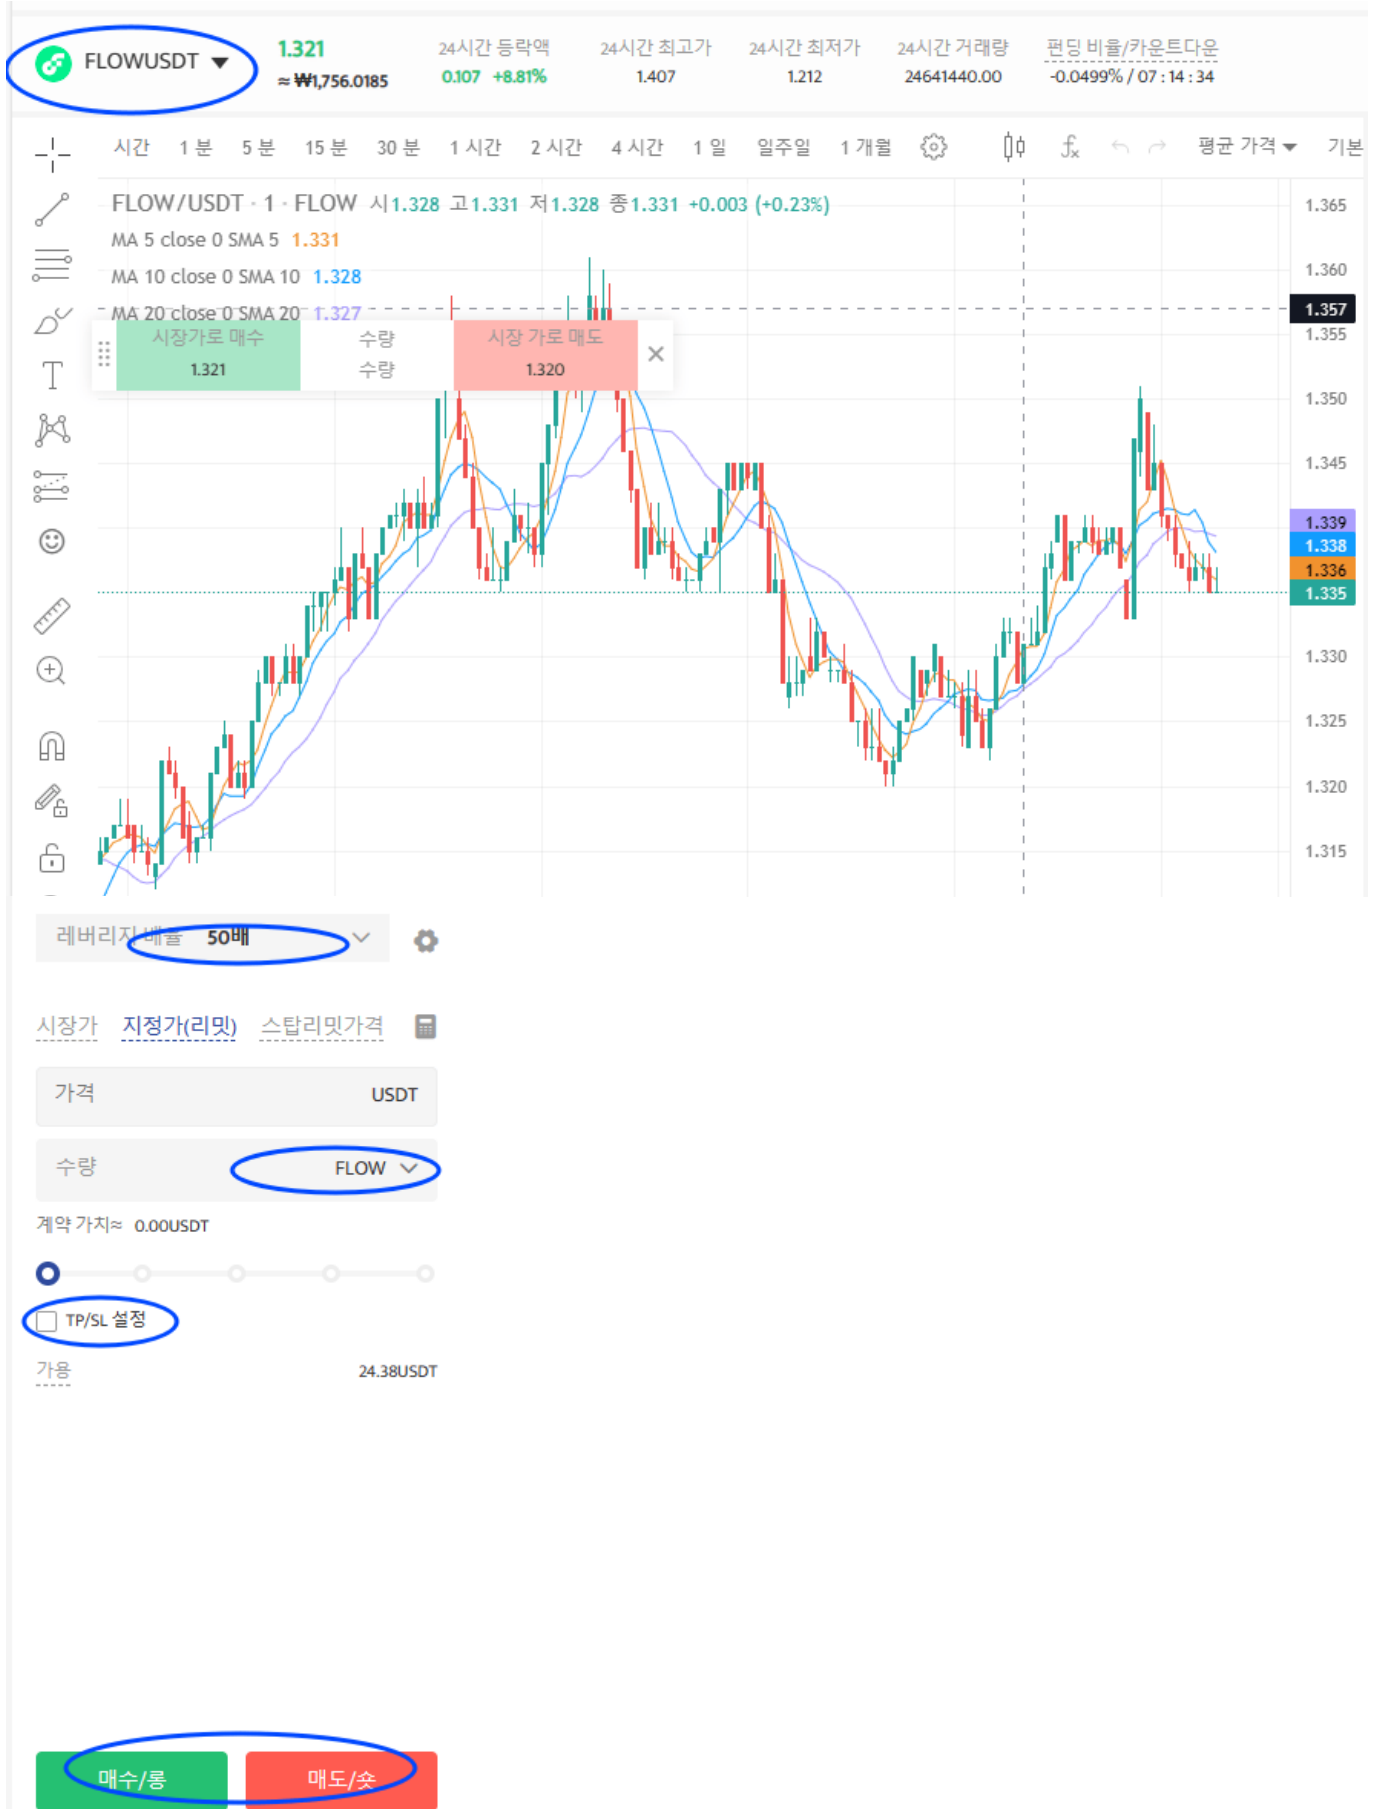 FLOWUSDT
1.321
≈ ₩1,756.0185
24시간 등락액
0.107 +8.81%
24시간 최고가
1.407
24시간 최저가
1.212
24시간 거래량
24641440.00
펀딩 비율/카운트다운
-0.0499% / 07 : 14 : 34
시간 1 분 5 분 15 분 30 분 1 시간 2 시간 4 시간 1 일 일주일 1 개월 평균 가격 기본
FLOW/USDT · 1 · FLOW 시1.328 고1.331 저1.328 종1.331 +0.003 (+0.23%)
MA 5 close 0 SMA 5 1.331
MA 10 close 0 SMA 10 1.328
MA 20 close 0 SMA 20 1.327
시장가로 매수
1.321
수량
수량
시장 가로 매도
1.320
1.365
1.360
1.357
1.355
1.350
1.345
1.339
1.338
1.336
1.335
1.330
1.325
1.320
1.315
레버리지 배율 50배
시장가 지정가(리밋) 스탑리밋가격
가격 USDT
수량 FLOW
계약 가치≈ 0.00USDT
TP/SL 설정
가용 24.38USDT
매수/롱 매도/숏